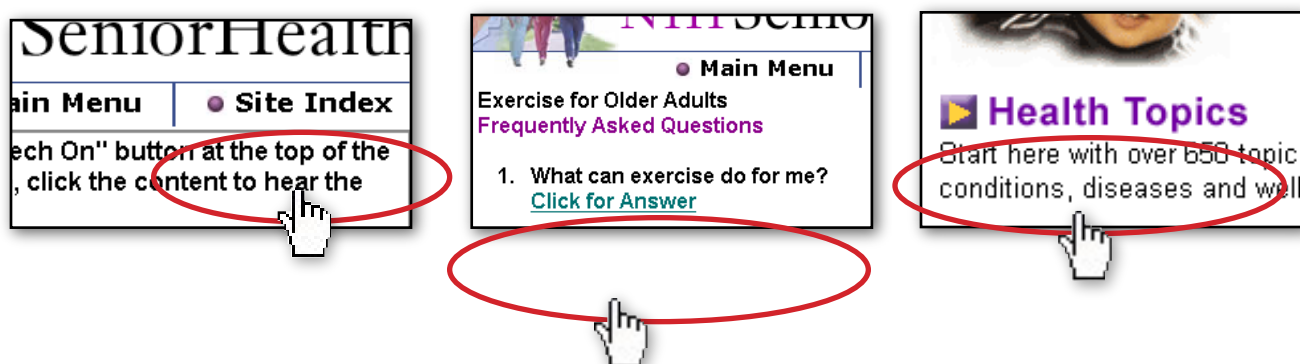 SeniorHealth
ain Menu
Site Index
ech On" button at the top of the
, click the content to hear the
NIHSenio
Main Menu
Exercise for Older Adults
Frequently Asked Questions
1. What can exercise do for me?
Click for Answer
Health Topics
Start here with over 650 topic
conditions, diseases and well